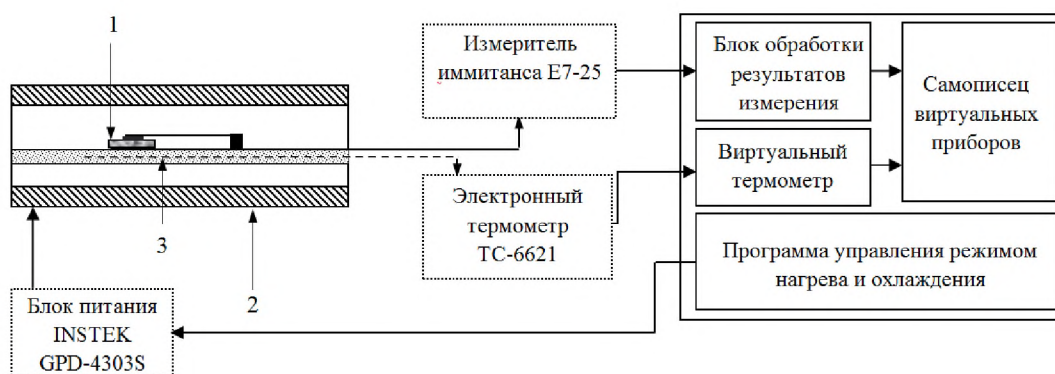 1
Измеритель
иммитанса Е7-25
Блок обработки
результатов
измерения
Самописец
виртуальных
приборов
Виртуальный
термометр
Электронный
термометр
ТС-6621
3
2
Программа управления режимом
нагрева и охлаждения
Блок питания
INSTEK
GPD-4303S